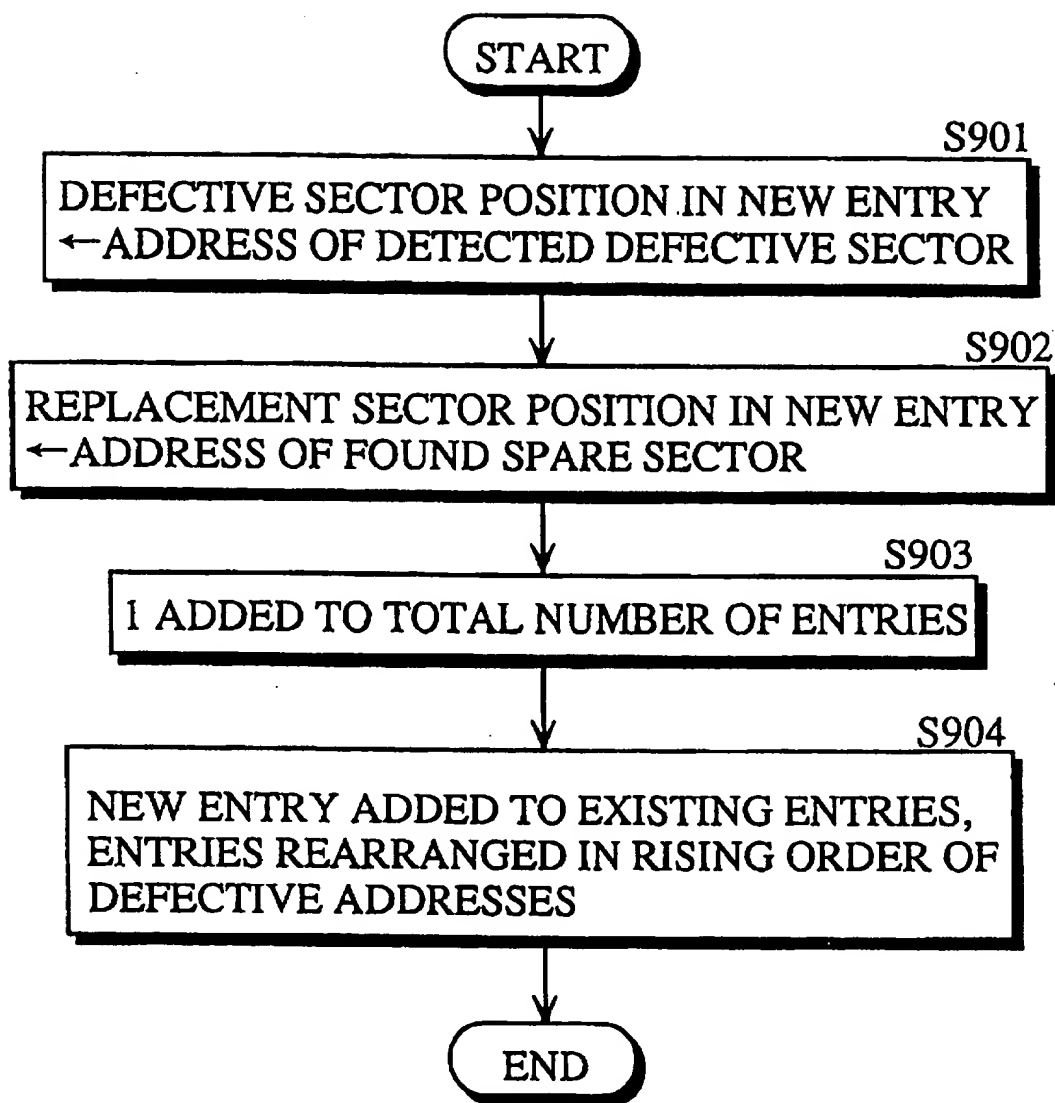 START
S901
DEFECTIVE SECTOR POSITION IN NEW ENTRY
←ADDRESS OF DETECTED DEFECTIVE SECTOR
S902
REPLACEMENT SECTOR POSITION IN NEW ENTRY
←ADDRESS OF FOUND SPARE SECTOR
S903
1 ADDED TO TOTAL NUMBER OF ENTRIES
S904
NEW ENTRY ADDED TO EXISTING ENTRIES,
ENTRIES REARRANGED IN RISING ORDER OF
DEFECTIVE ADDRESSES
END